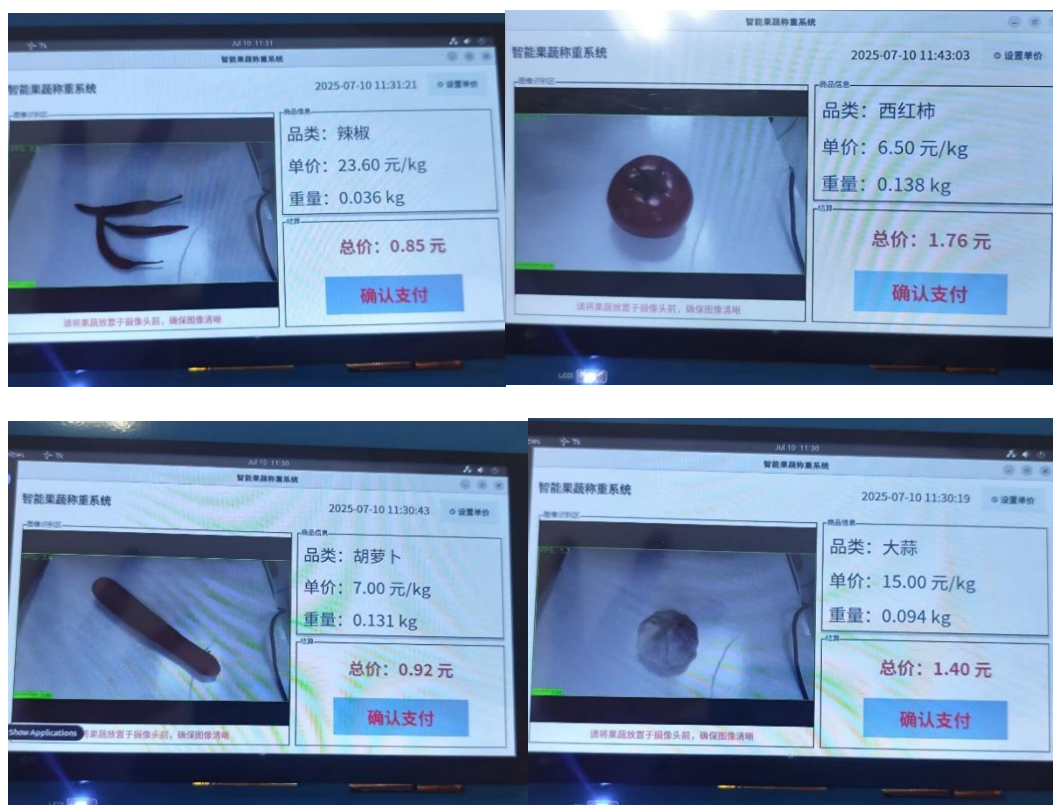 Jul 10 11:31
智能果蔬称重系统
智能果蔬称重系统
2025-07-10 11:31:21
设置单价
图像识别区
商品信息
品类：辣椒
单价：23.60 元/kg
重量：0.036 kg
结算
总价：0.85 元
确认支付
请将果蔬放置于摄像头前，确保图像清晰
智能果蔬称重系统
智能果蔬称重系统
2025-07-10 11:43:03
设置单价
图像识别区
商品信息
品类：西红柿
单价：6.50 元/kg
重量：0.138 kg
结算
总价：1.76 元
确认支付
请将果蔬放置于摄像头前，确保图像清晰
Jul 10 11:30
智能果蔬称重系统
智能果蔬称重系统
2025-07-10 11:30:43
设置单价
图像识别区
商品信息
品类：胡萝卜
单价：7.00 元/kg
重量：0.131 kg
结算
总价：0.92 元
确认支付
Show Applications
将果蔬放置于摄像头前，确保图像清晰
Jul 10 11:30
智能果蔬称重系统
智能果蔬称重系统
2025-07-10 11:30:19
设置单价
图像识别区
商品信息
品类：大蒜
单价：15.00 元/kg
重量：0.094 kg
结算
总价：1.40 元
确认支付
请将果蔬放置于摄像头前，确保图像清晰